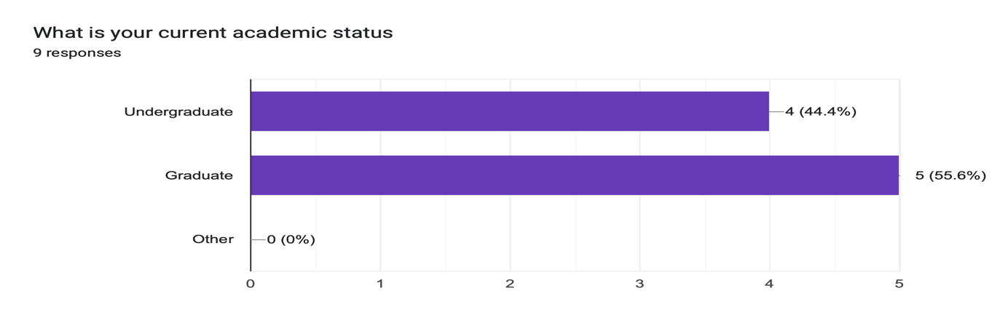 What is your current academic status
9 responses
Undergraduate
4 (44.4%)
Graduate
5 (55.6%)
Other
0 (0%)
0 1 2 3 4 5